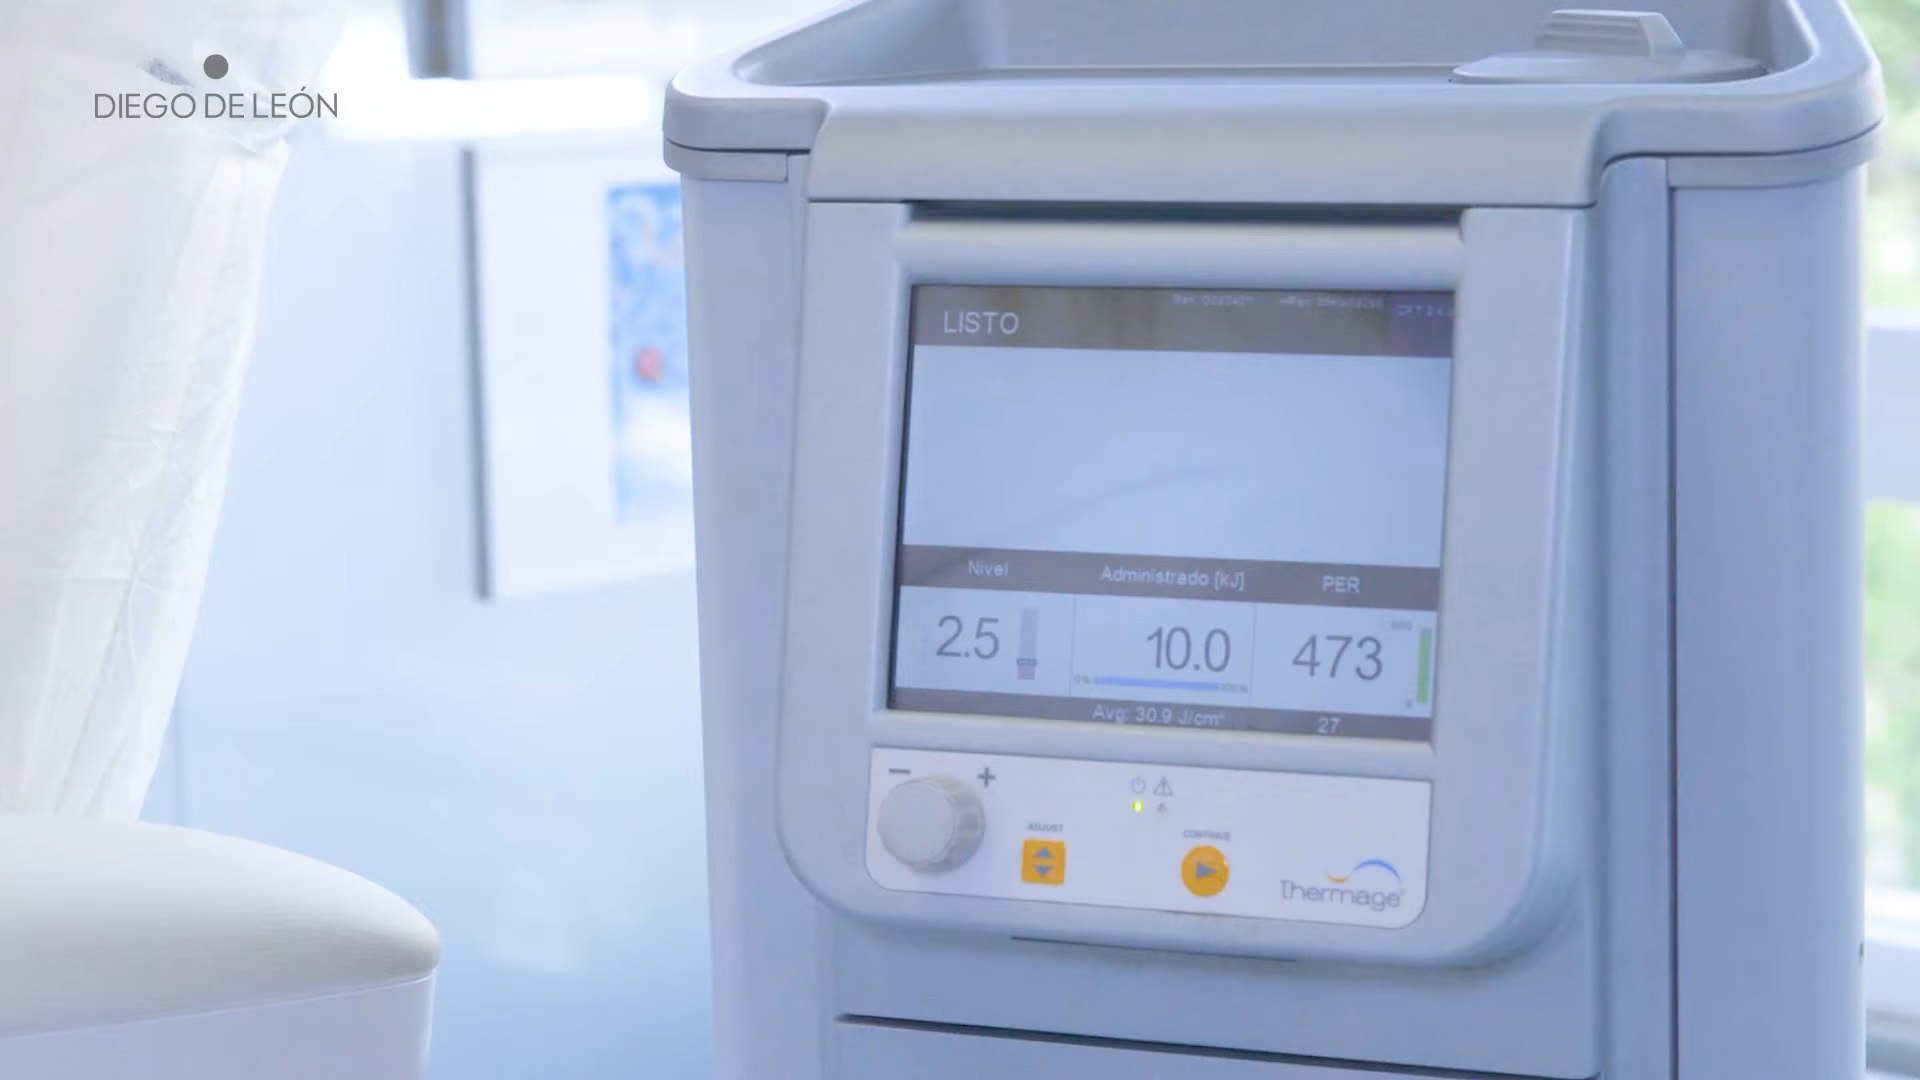 DIEGO DE LEÓN
LISTO
Nivel
Administrado [kJ]
PER
2.5
10.0
473
Avg: 30.9 J/cm²
27
− +
ADJUST
CONTINUE
Thermage®